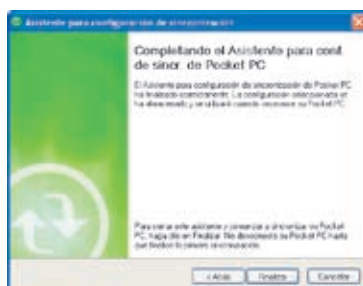 Asistente para configuración de sincronización
Completando el Asistente para conf.
de sincr. de Pocket PC
El Asistente para configuración de sincronización de Pocket PC
ha finalizado correctamente. La configuración seleccionada se
ha almacenado y se utilizará cuando su Pocket PC
Para cerrar este asistente y comenzar a sincronizar su Pocket
PC, haga clic en Finalizar. No desconecte su Pocket PC hasta
que finalice la primera sincronización.
< Atrás
Finalizar
Cancelar